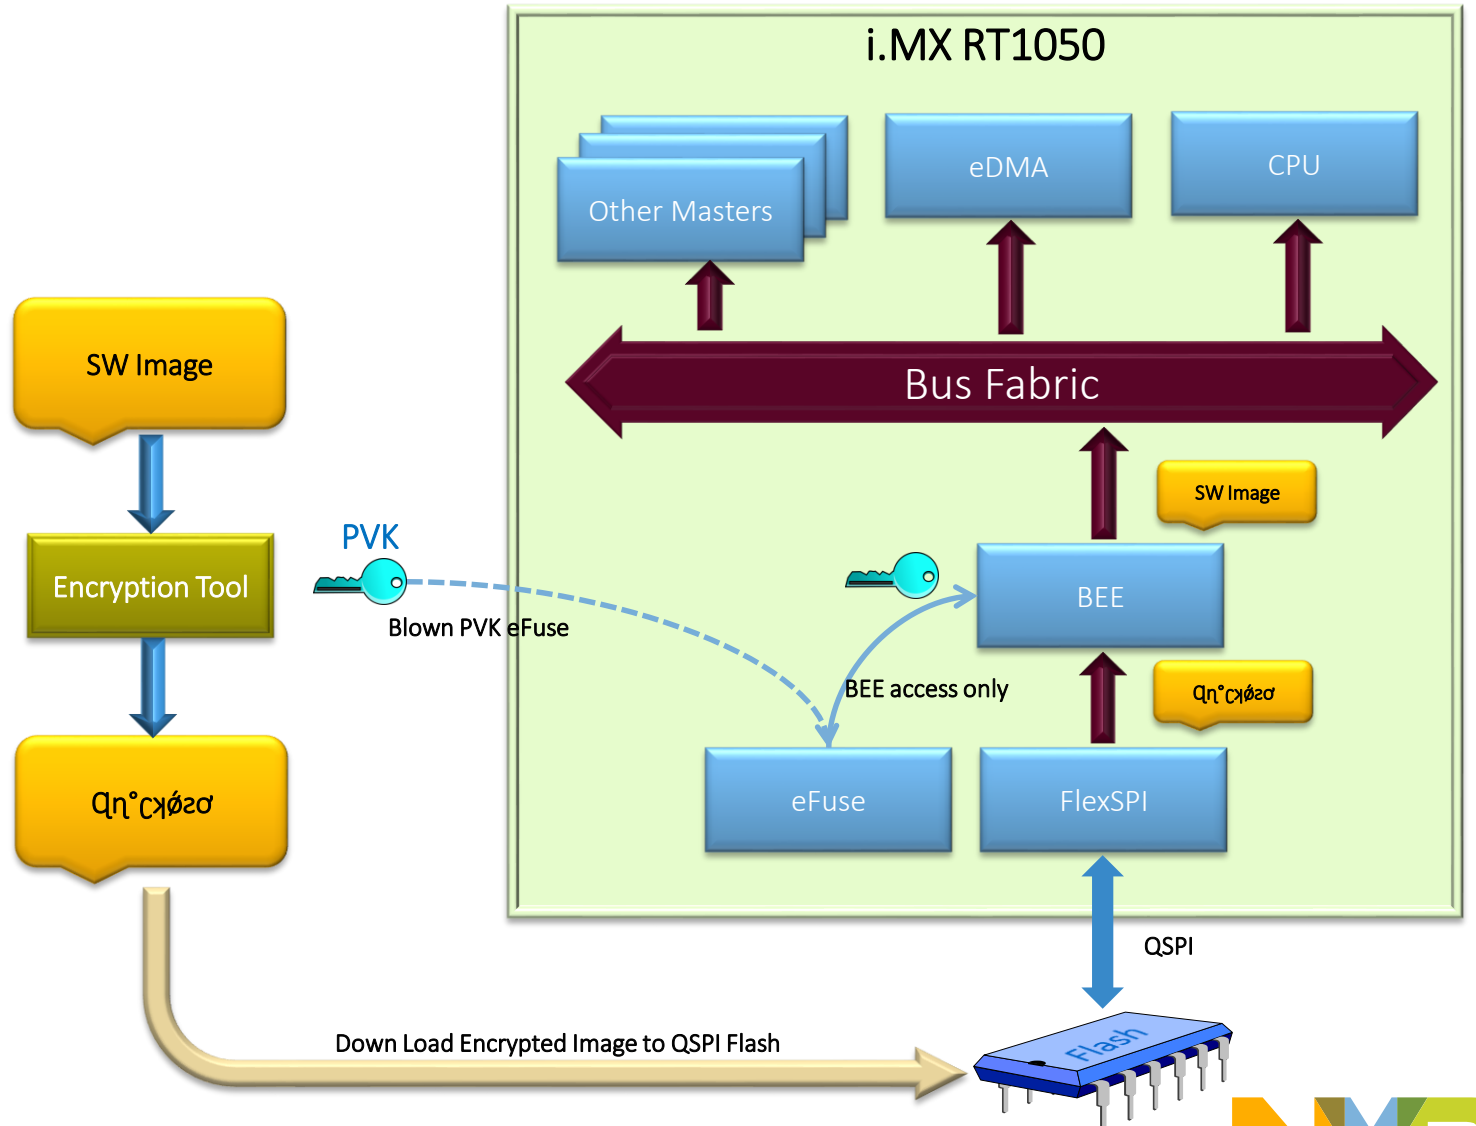 i.MX RT1050
Other Masters
eDMA
CPU
Bus Fabric
SW Image
SW Image
PVK
Encryption Tool
BEE
Blown PVK eFuse
BEE access only
eFuse
FlexSPI
QSPI
Down Load Encrypted Image to QSPI Flash
Flash